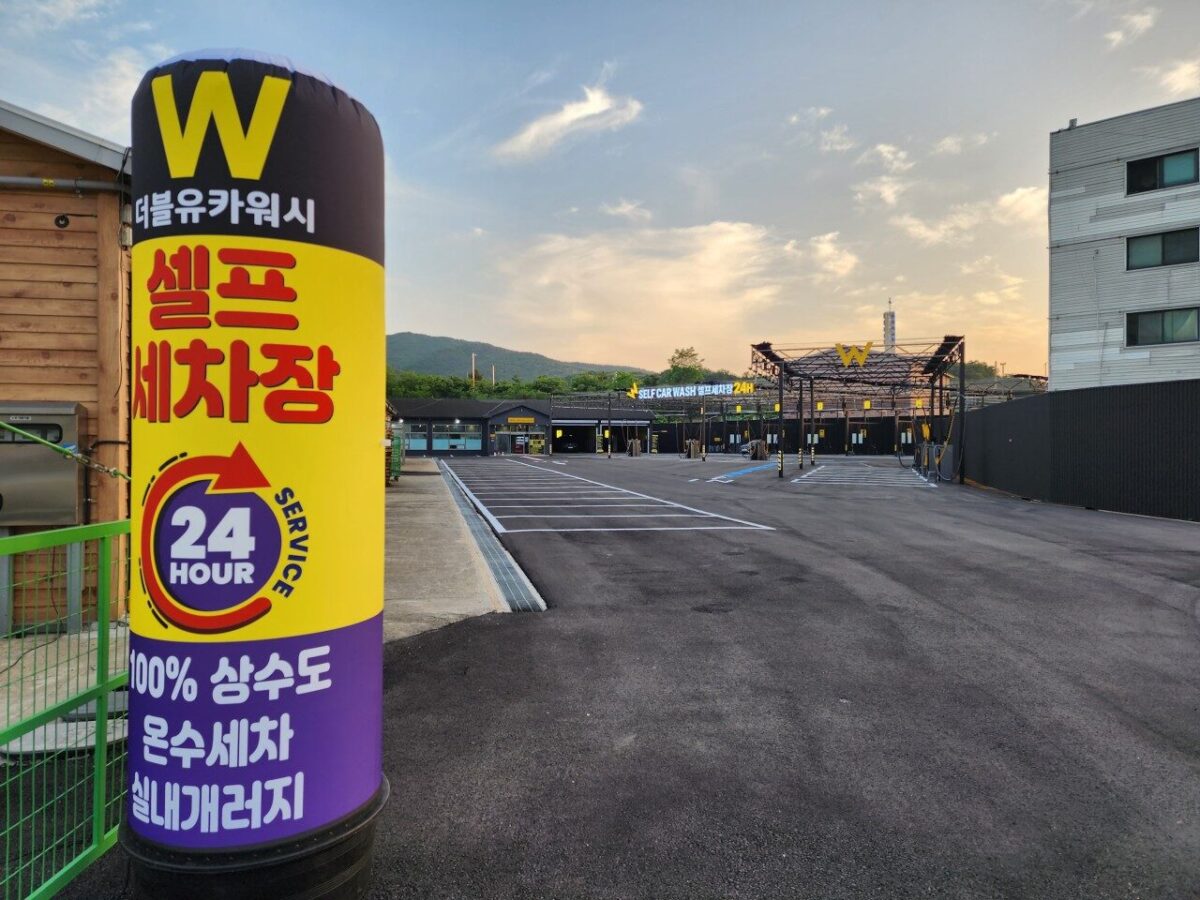 W
더블유카워시
셀프
세차장
24
HOUR
SERVICE
100% 상수도
온수세차
실내개러지
W
SELF CAR WASH 셀프세차장 24H